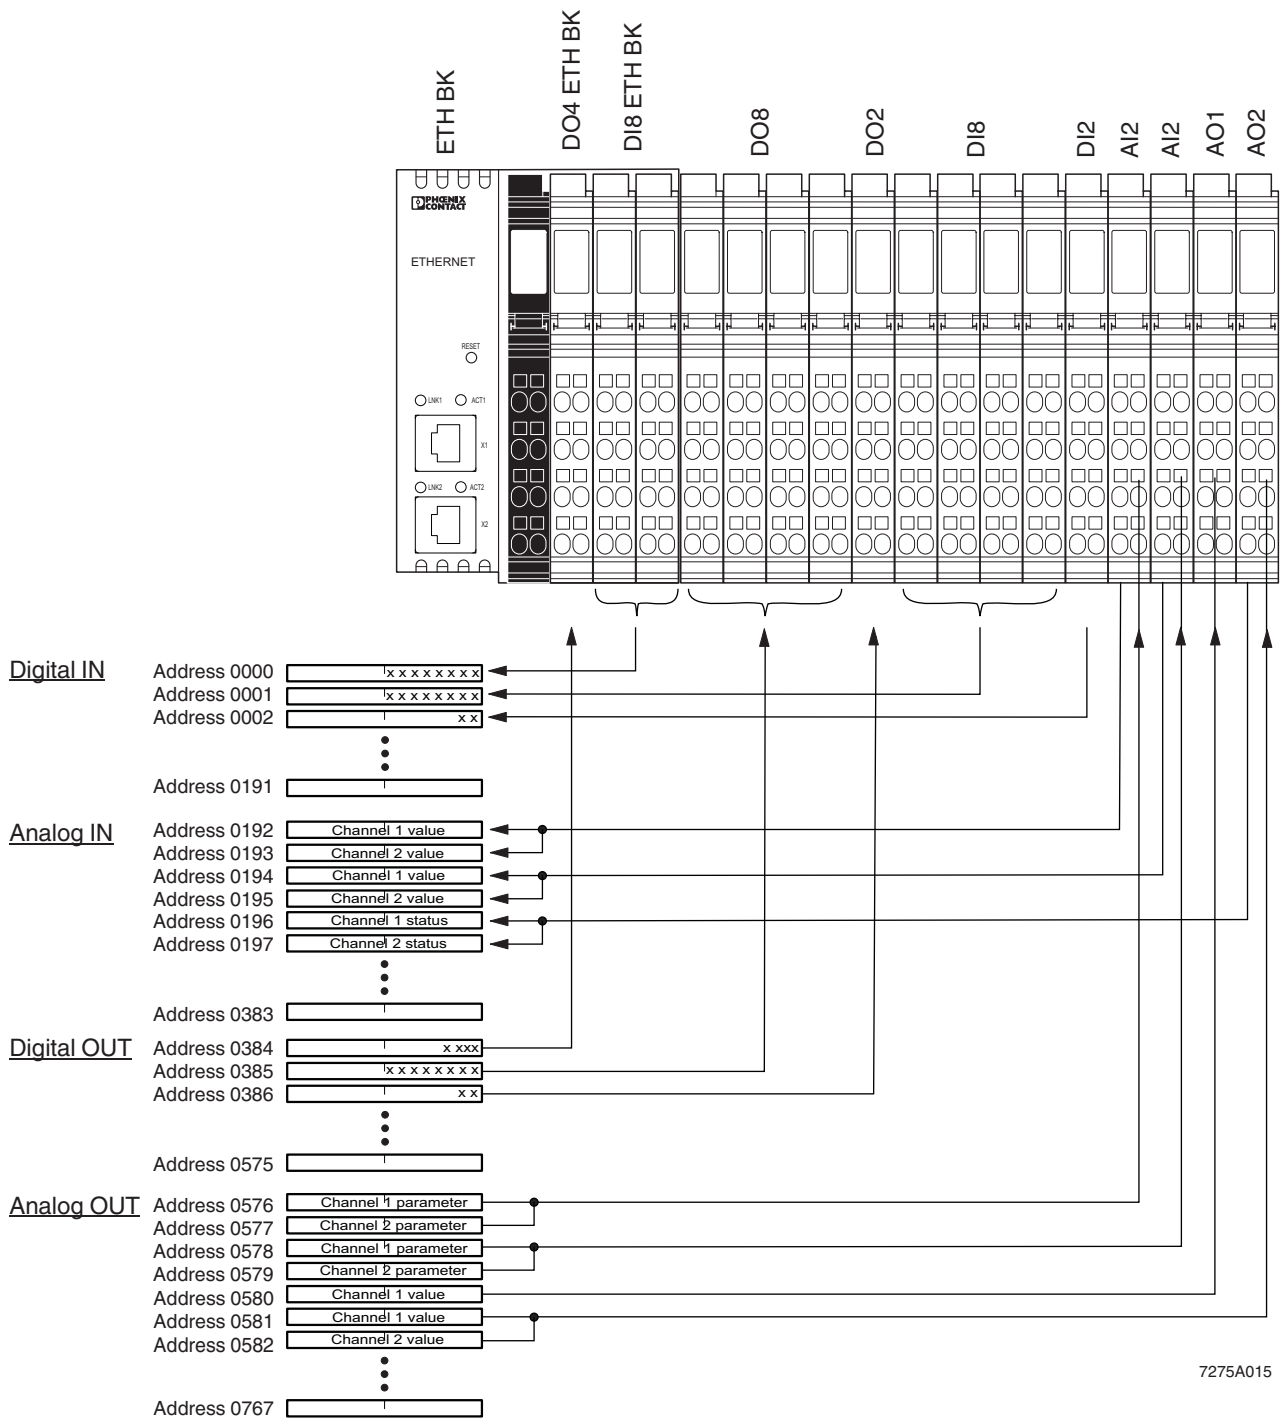 ETH BK
DO4 ETH BK
DI8 ETH BK
DO8
DO2
DI8
DI2
AI2
AI2
AO1
AO2
PHŒNIX
CONTACT
ETHERNET
RESET
LNK1 ACT1
X1
LNK2 ACT2
X2
Digital IN
Address 0000 x x x x x x x x
Address 0001 x x x x x x x x
Address 0002 x x
Address 0191
Analog IN
Address 0192 Channel 1 value
Address 0193 Channel 2 value
Address 0194 Channel 1 value
Address 0195 Channel 2 value
Address 0196 Channel 1 status
Address 0197 Channel 2 status
Address 0383
Digital OUT
Address 0384 x xxx
Address 0385 x x x x x x x x
Address 0386 x x
Address 0575
Analog OUT
Address 0576 Channel 1 parameter
Address 0577 Channel 2 parameter
Address 0578 Channel 1 parameter
Address 0579 Channel 2 parameter
Address 0580 Channel 1 value
Address 0581 Channel 1 value
Address 0582 Channel 2 value
Address 0767
7275A015